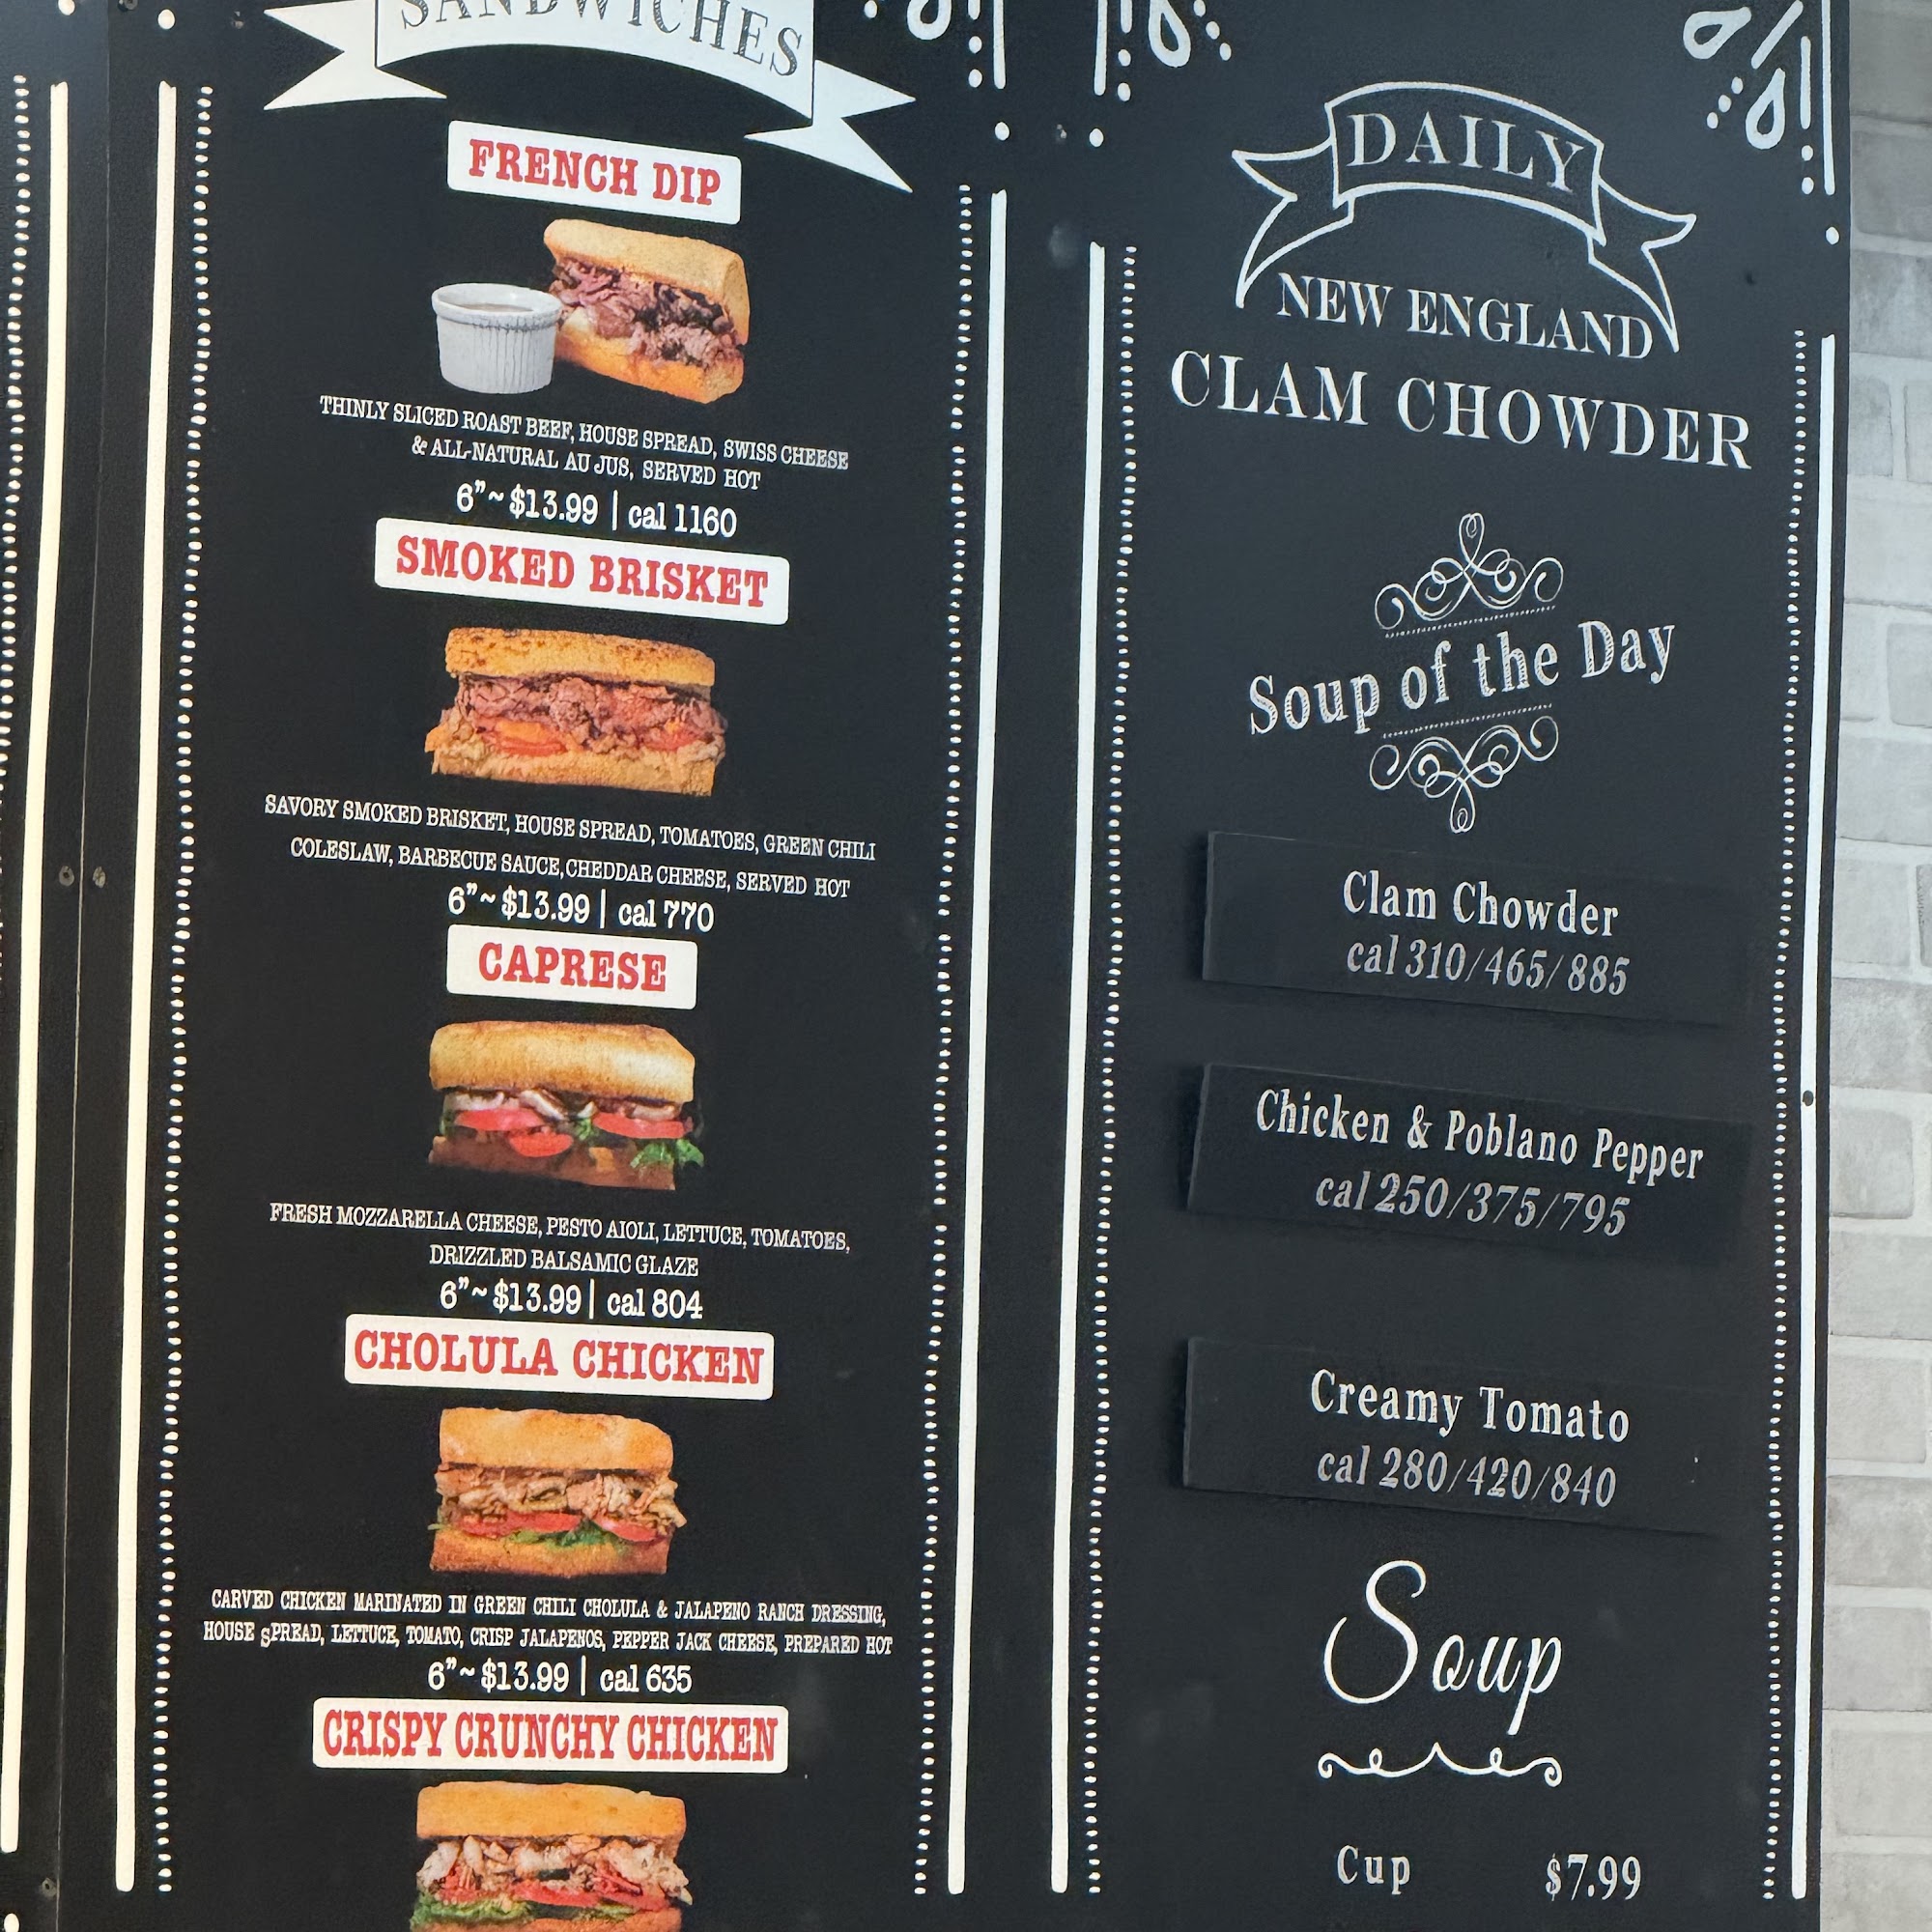 SANDWICHES
FRENCH DIP
THINLY SLICED ROAST BEEF, HOUSE SPREAD, SWISS CHEESE
& ALL-NATURAL AU JUS, SERVED HOT
6"~$13.99 | cal 1160
SMOKED BRISKET
SAVORY SMOKED BRISKET, HOUSE SPREAD, TOMATOES, GREEN CHILI
COLESLAW, BARBECUE SAUCE, CHEDDAR CHEESE, SERVED HOT
6"~$13.99 | cal 770
CAPRESE
FRESH MOZZARELLA CHEESE, PESTO AIOLI, LETTUCE, TOMATOES,
DRIZZLED BALSAMIC GLAZE
6"~$13.99 | cal 804
CHOLULA CHICKEN
CARVED CHICKEN MARINATED IN GREEN CHILI CHOLULA & JALAPENO RANCH DRESSING,
HOUSE SPREAD, LETTUCE, TOMATO, CRISP JALAPENOS, PEPPER JACK CHEESE, PREPARED HOT
6"~$13.99 | cal 635
CRISPY CRUNCHY CHICKEN
DAILY
NEW ENGLAND
CLAM CHOWDER
Soup of the Day
Clam Chowder
cal 310/465/885
Chicken & Poblano Pepper
cal 250/375/795
Creamy Tomato
cal 280/420/840
Soup
Cup $7.99